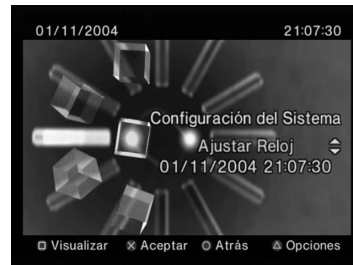 01/11/2004 21:07:30
Configuración del Sistema
Ajustar Reloj
01/11/2004 21:07:30
Visualizar Aceptar Atrás Opciones